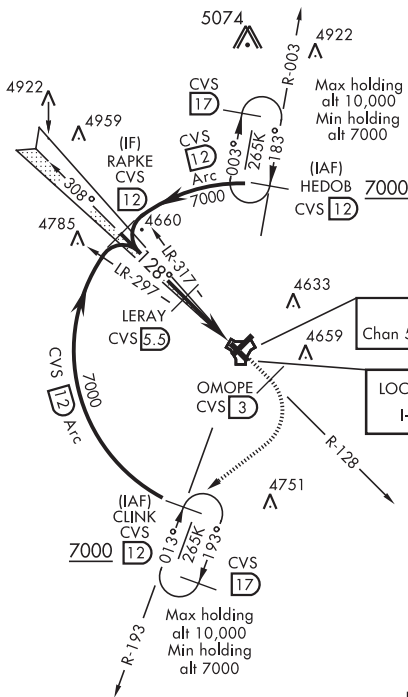 5074
4922
R-003
CVS
17
Max holding
alt 10,000
Min holding
alt 7000
4922
4959
(IF)
RAPKE
CVS
12
CVS
12
Arc
7000
003°
265K
183°
(IAF)
HEDOB
CVS 12
7000
308°
4785
4660
LR-317
128°
LR-297
LERAY
CVS 5.5
4633
4659
Chan 5
LOC
I-
OMOPE
CVS 3
R-128
7000
CVS 12 Arc
4751
(IAF)
CLINK
CVS
12
7000
013°
265K
193°
CVS
17
R-193
Max holding
alt 10,000
Min holding
alt 7000